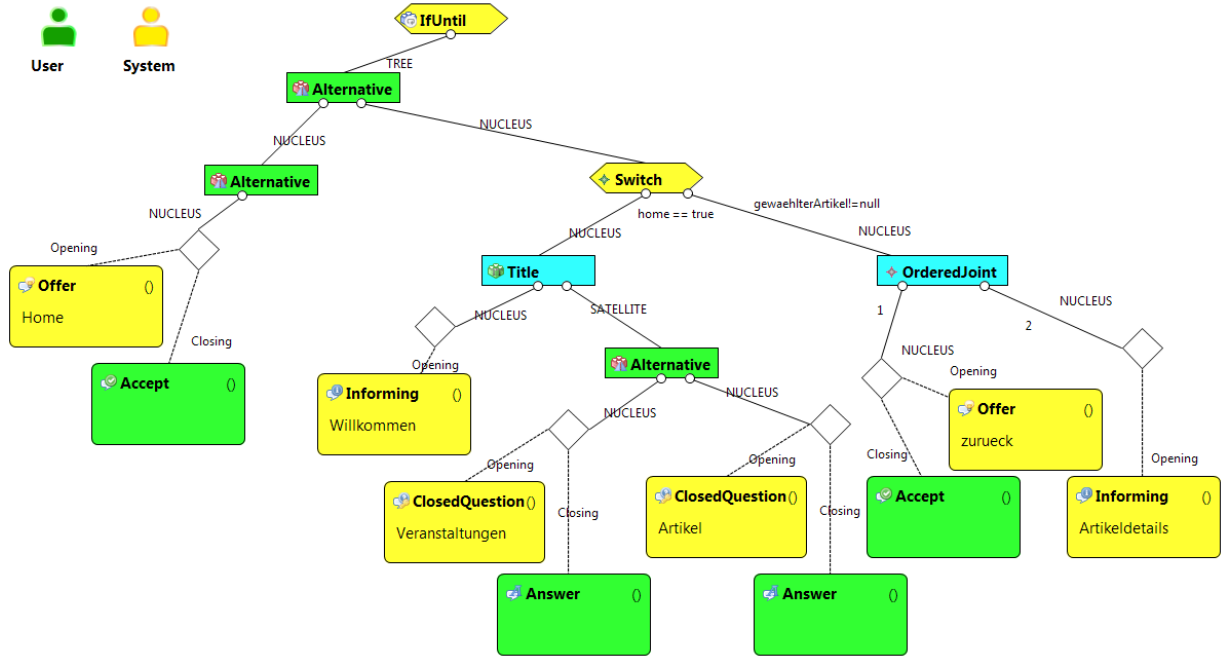 IfUntil
User
System
TREE
Alternative
NUCLEUS
NUCLEUS
Alternative
Switch
NUCLEUS
home == true
gewaehlterArtikel!=null
NUCLEUS
NUCLEUS
Opening
Offer ()
Home
Closing
Accept ()
Title
OrderedJoint
NUCLEUS
SATELLITE
1
NUCLEUS
2
Opening
Alternative
NUCLEUS
Opening
Informing ()
Willkommen
NUCLEUS
NUCLEUS
Offer ()
zurueck
Opening
Opening
Closing
Opening
ClosedQuestion ()
Veranstaltungen
Closing
ClosedQuestion ()
Artikel
Closing
Accept ()
Informing ()
Artikeldetails
Answer ()
Answer ()